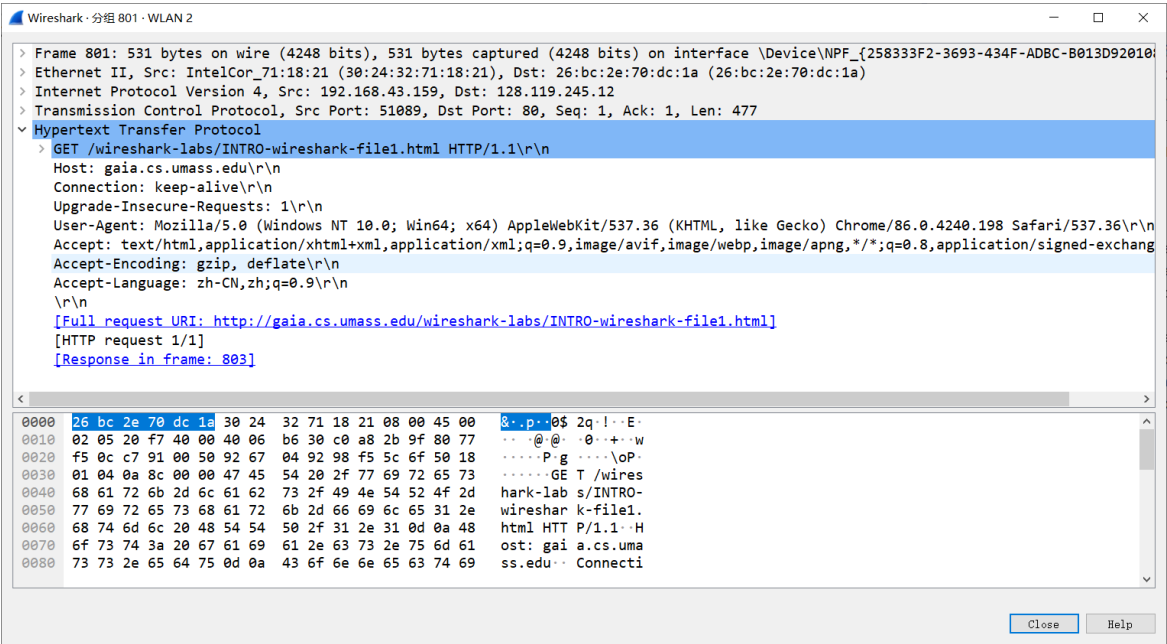 Wireshark · 分组 801 · WLAN 2
Frame 801: 531 bytes on wire (4248 bits), 531 bytes captured (4248 bits) on interface \Device\NPF_{258333F2-3693-434F-ADBC-B013D920108
Ethernet II, Src: IntelCor_71:18:21 (30:24:32:71:18:21), Dst: 26:bc:2e:70:dc:1a (26:bc:2e:70:dc:1a)
Internet Protocol Version 4, Src: 192.168.43.159, Dst: 128.119.245.12
Transmission Control Protocol, Src Port: 51089, Dst Port: 80, Seq: 1, Ack: 1, Len: 477
Hypertext Transfer Protocol
GET /wireshark-labs/INTRO-wireshark-file1.html HTTP/1.1\r\n
Host: gaia.cs.umass.edu\r\n
Connection: keep-alive\r\n
Upgrade-Insecure-Requests: 1\r\n
User-Agent: Mozilla/5.0 (Windows NT 10.0; Win64; x64) AppleWebKit/537.36 (KHTML, like Gecko) Chrome/86.0.4240.198 Safari/537.36\r\n
Accept: text/html,application/xhtml+xml,application/xml;q=0.9,image/avif,image/webp,image/apng,*/*;q=0.8,application/signed-exchang
Accept-Encoding: gzip, deflate\r\n
Accept-Language: zh-CN,zh;q=0.9\r\n
\r\n
[Full request URI: http://gaia.cs.umass.edu/wireshark-labs/INTRO-wireshark-file1.html]
[HTTP request 1/1]
[Response in frame: 803]
0000 26 bc 2e 70 dc 1a 30 24 32 71 18 21 08 00 45 00 &·.p··0$ 2q·!··E·
0010 02 05 20 f7 40 00 40 06 b6 30 c0 a8 2b 9f 80 77 ·· ·@·@· ·0··+··w
0020 f5 0c c7 91 00 50 92 67 04 92 98 f5 5c 6f 50 18 ·····P·g ····\oP·
0030 01 04 0a 8c 00 00 47 45 54 20 2f 77 69 72 65 73 ······GE T /wires
0040 68 61 72 6b 2d 6c 61 62 73 2f 49 4e 54 52 4f 2d hark-lab s/INTRO-
0050 77 69 72 65 73 68 61 72 6b 2d 66 69 6c 65 31 2e wireshar k-file1.
0060 68 74 6d 6c 20 48 54 54 50 2f 31 2e 31 0d 0a 48 html HTT P/1.1··H
0070 6f 73 74 3a 20 67 61 69 61 2e 63 73 2e 75 6d 61 ost: gai a.cs.uma
0080 73 73 2e 65 64 75 0d 0a 43 6f 6e 6e 65 63 74 69 ss.edu·· Connecti
Close Help